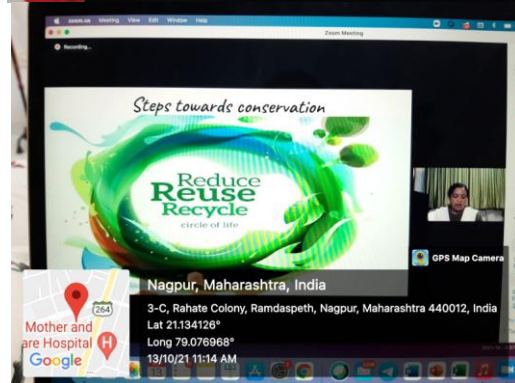 zoom.us Meeting View Edit Window Help
Zoom Meeting
Recording...
Steps towards conservation
Reduce
Reuse
Recycle
circle of life
GPS Map Camera
Nagpur, Maharashtra, India
3-C, Rahate Colony, Ramdaspeth, Nagpur, Maharashtra 440012, India
Lat 21.134126°
Long 79.076968°
13/10/21 11:14 AM
264
Mother and
are Hospital
H
Google
13